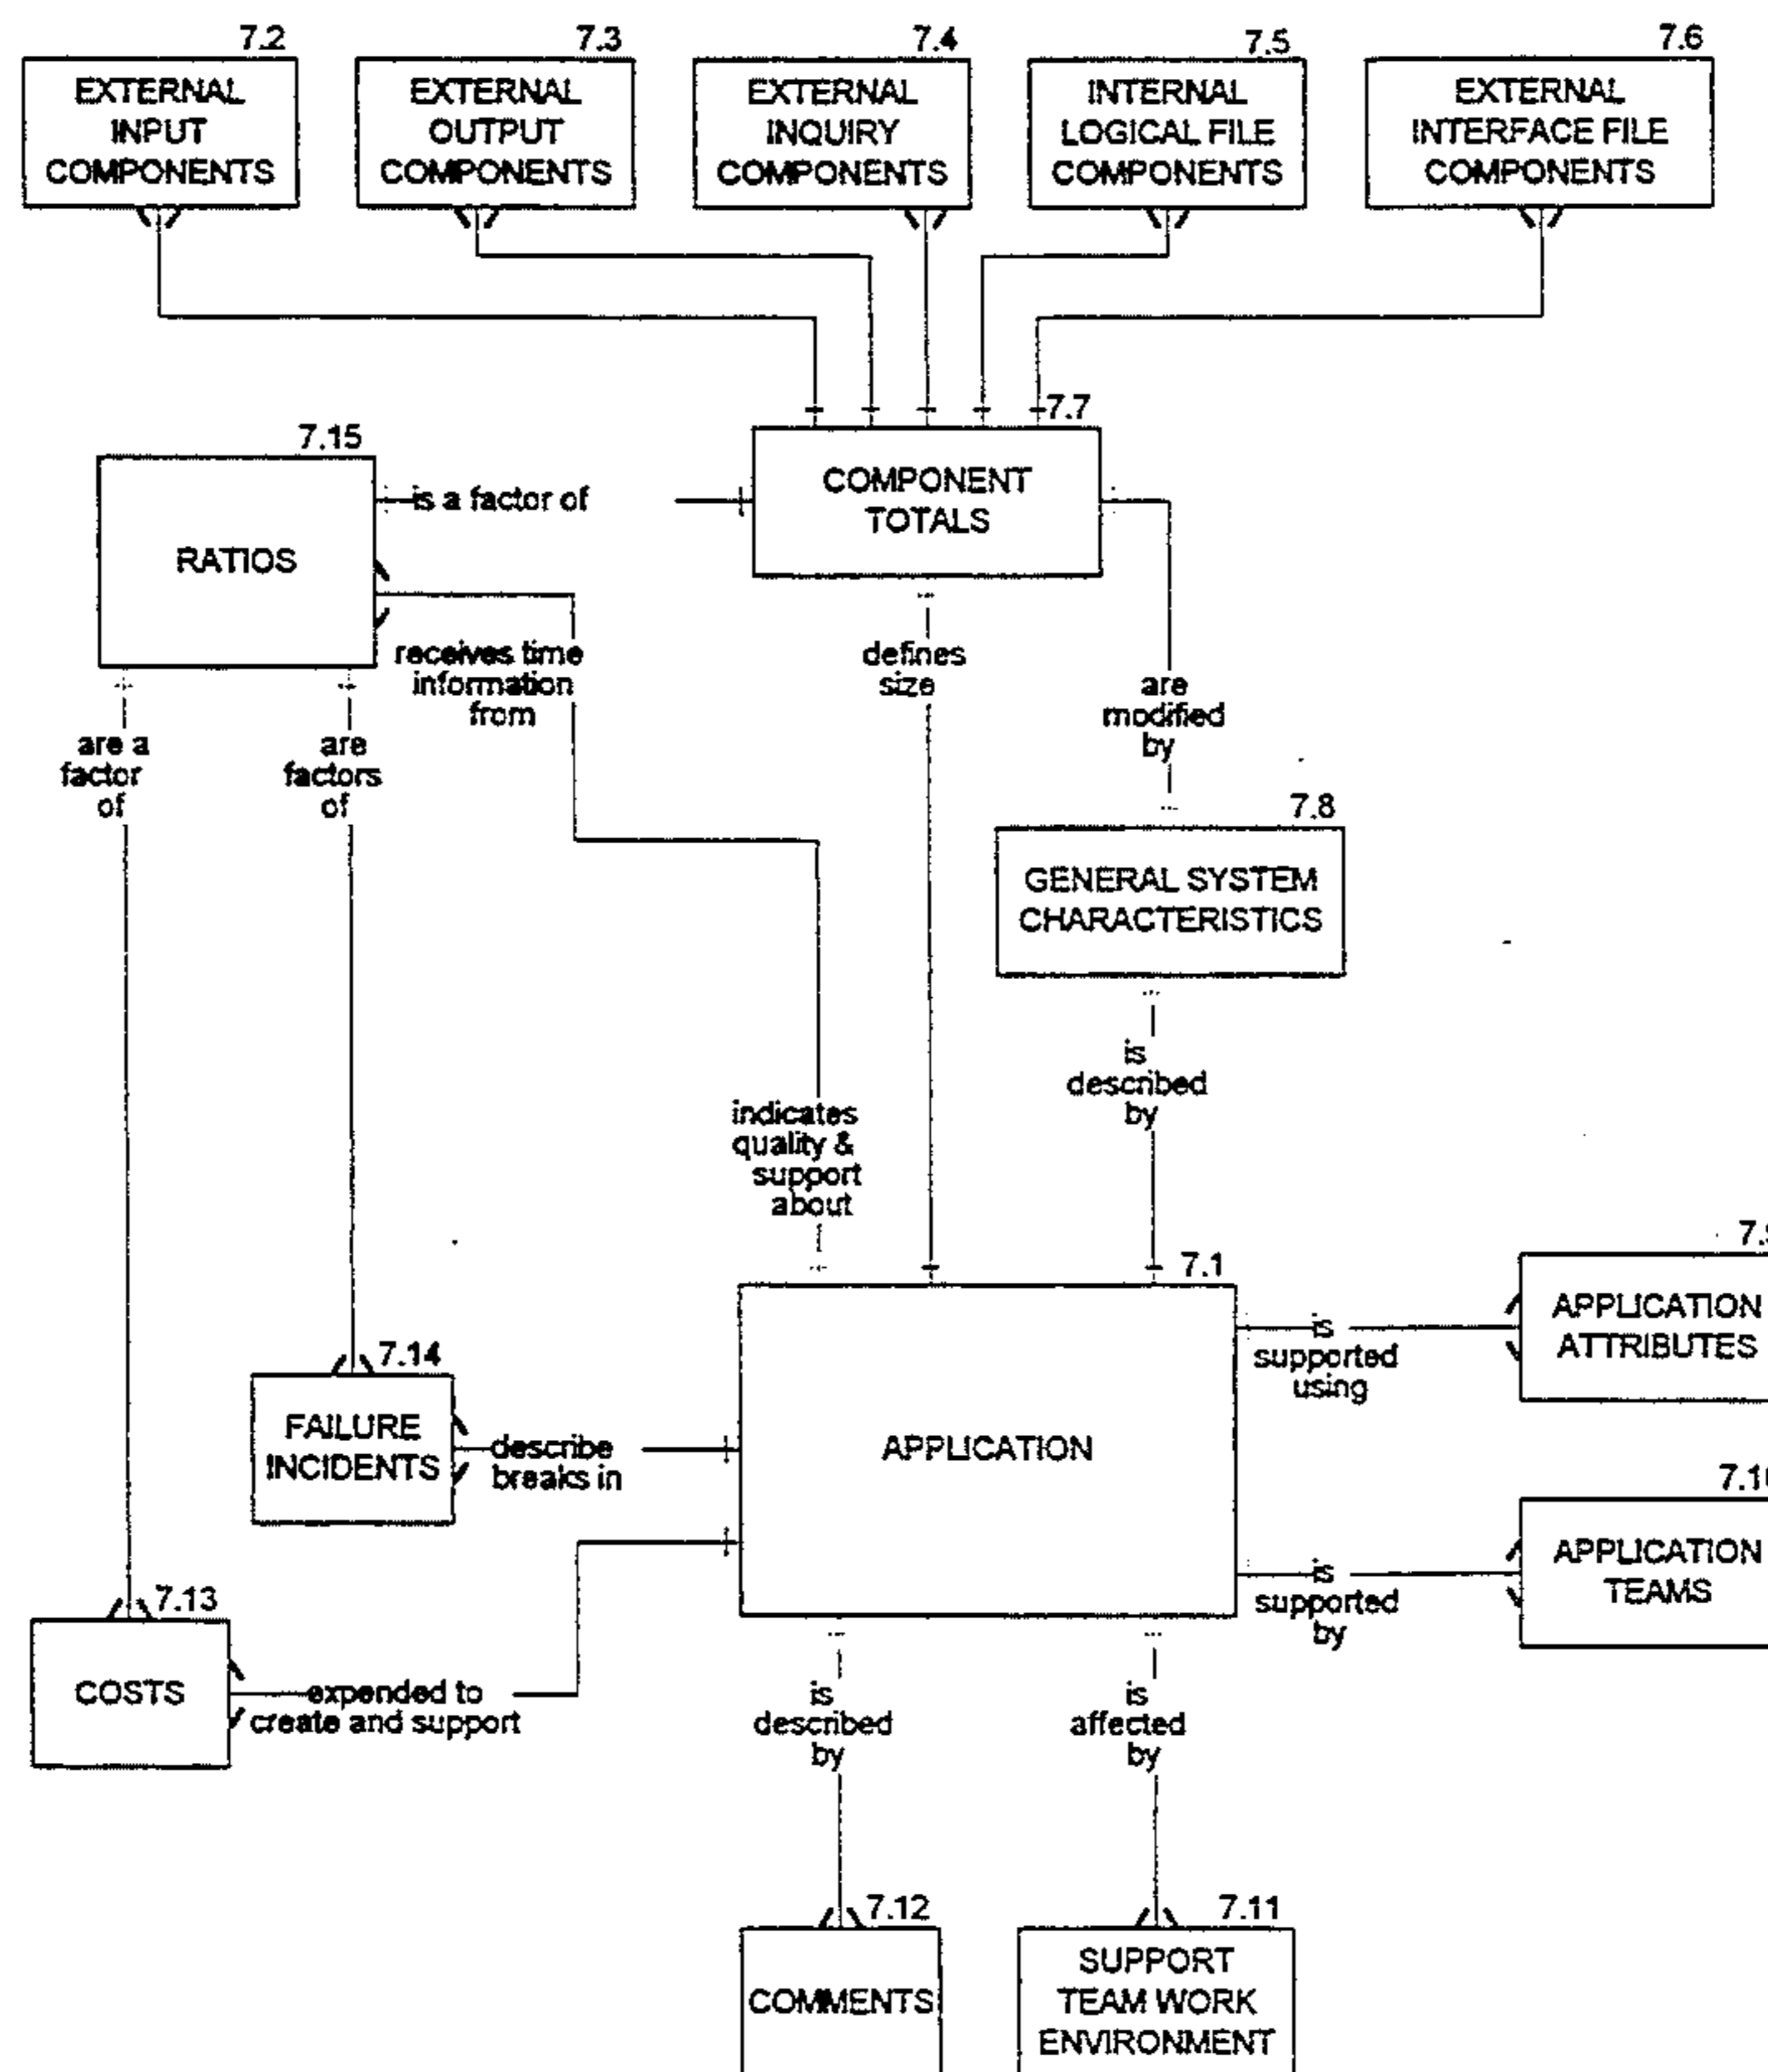 7.2
EXTERNAL
INPUT
COMPONENTS
7.3
EXTERNAL
OUTPUT
COMPONENTS
7.4
EXTERNAL
INQUIRY
COMPONENTS
7.5
INTERNAL
LOGICAL FILE
COMPONENTS
7.6
EXTERNAL
INTERFACE FILE
COMPONENTS
7.15
RATIOS
is a factor of
7.7
COMPONENT
TOTALS
receives time
information
from
defines
size
are
modified
by
are a
factor
of
are
factors
of
7.8
GENERAL SYSTEM
CHARACTERISTICS
is
described
by
indicates
quality &
support
about
7.1
APPLICATION
is
supported
using
APPLICATION
ATTRIBUTES
7.14
FAILURE
INCIDENTS
describe
breaks in
is
supported
by
APPLICATION
TEAMS
7.13
COSTS
expended to
create and support
is
described
by
is
affected
by
7.12
COMMENTS
7.11
SUPPORT
TEAM WORK
ENVIRONMENT